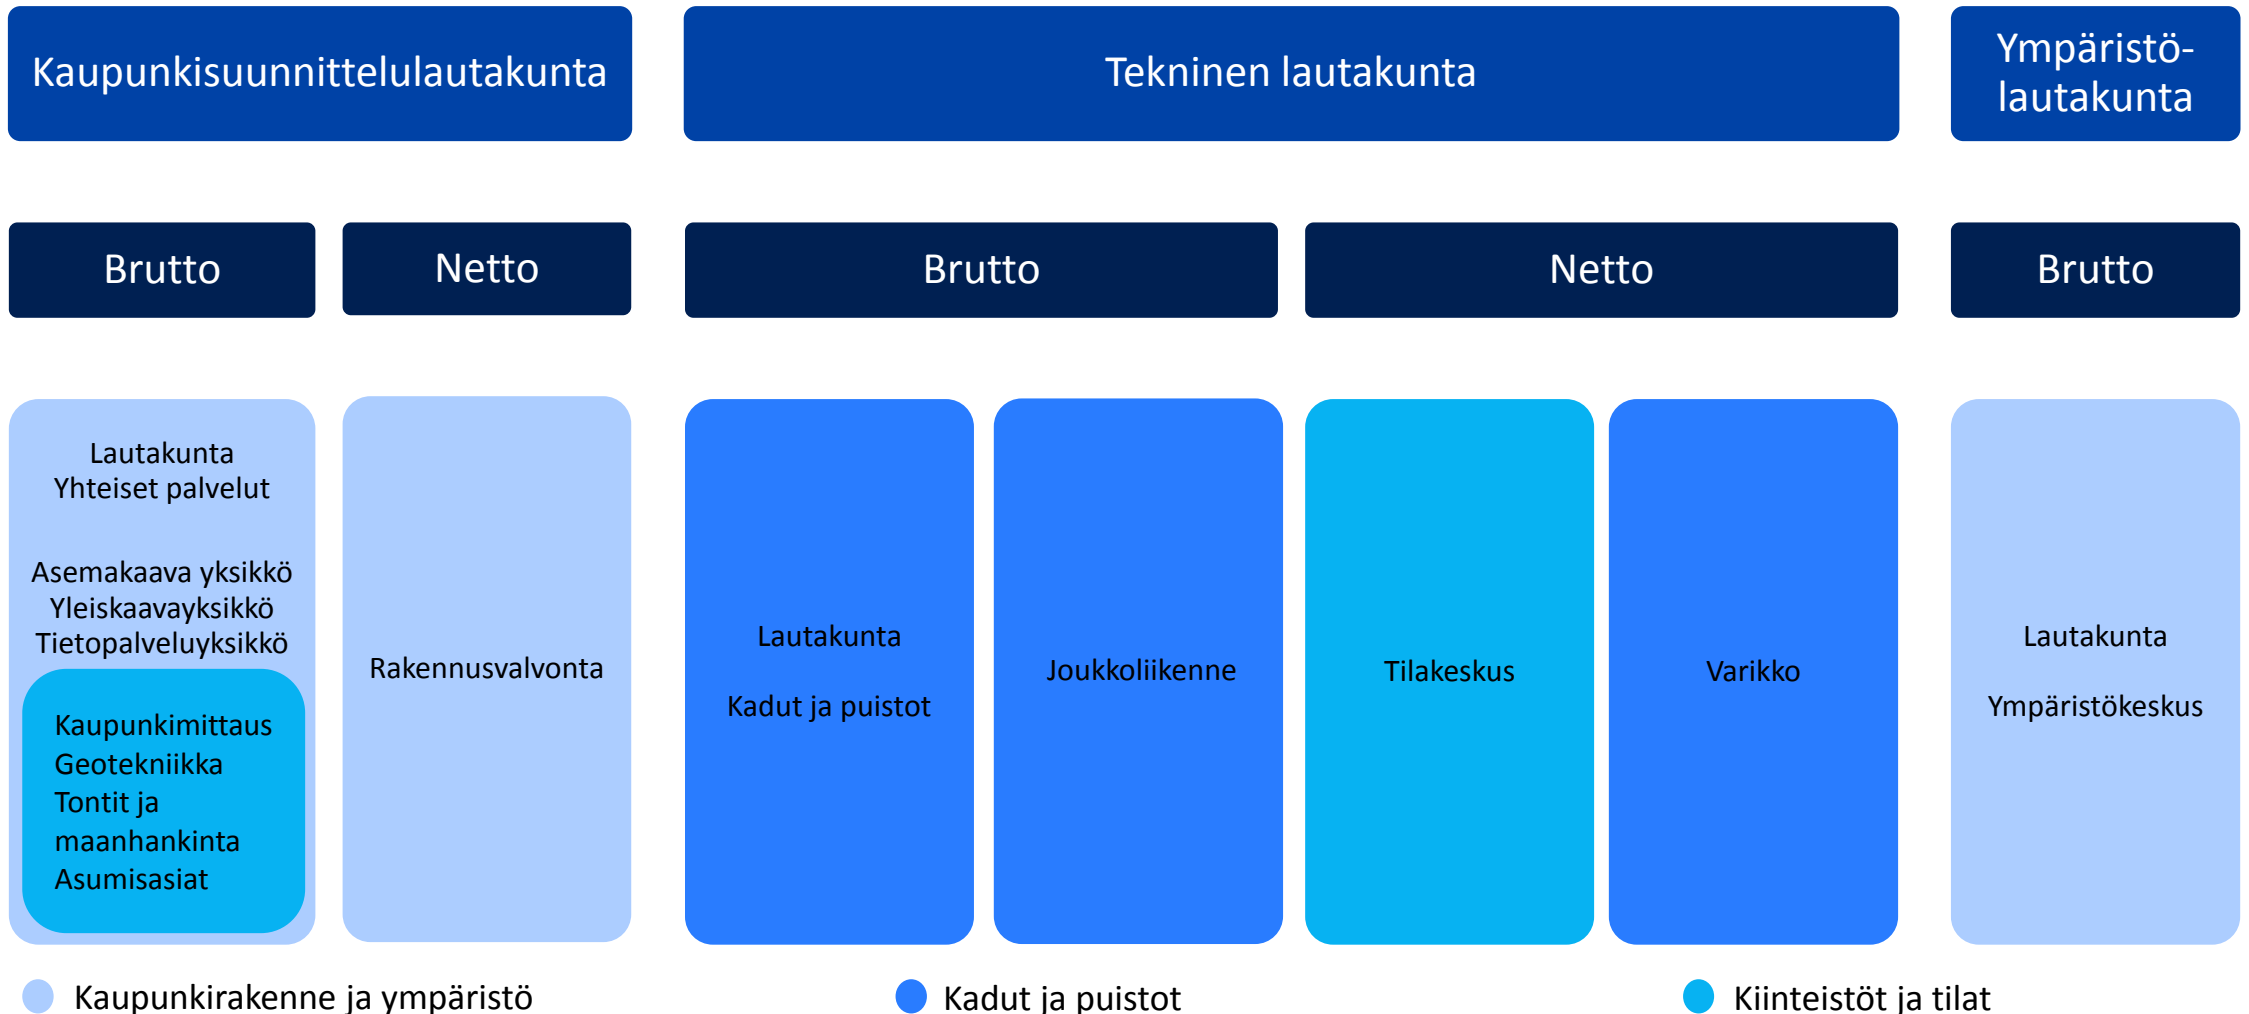 Kaupunkisuunnittelulautakunta
Tekninen lautakunta
Ympäristö-
lautakunta
Brutto
Netto
Brutto
Netto
Brutto
Lautakunta
Yhteiset palvelut
Asemakaava yksikkö
Yleiskaavayksikkö
Tietopalveluyksikkö
Kaupunkimittaus
Geotekniikka
Tontit ja
maanhankinta
Asumisasiat
Rakennusvalvonta
Lautakunta
Kadut ja puistot
Joukkoliikenne
Tilakeskus
Varikko
Lautakunta
Ympäristökeskus
Kaupunkirakenne ja ympäristö
Kadut ja puistot
Kiinteistöt ja tilat